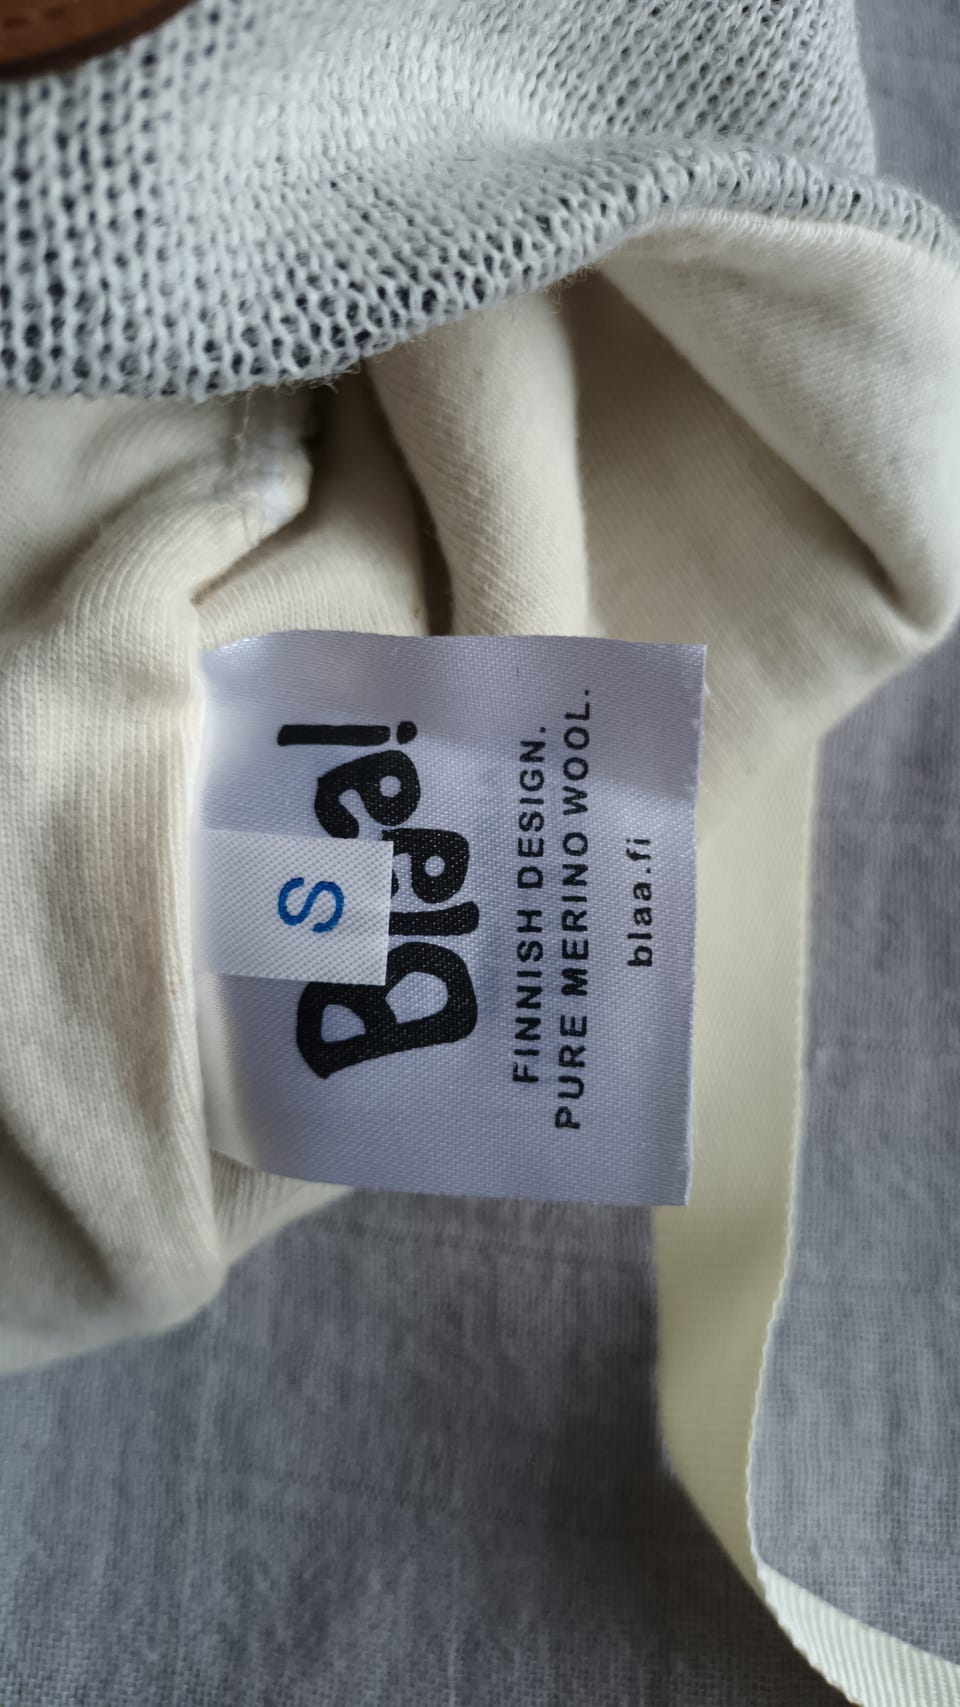 Blaa!
S
FINNISH DESIGN.
PURE MERINO WOOL.
blaa.fi